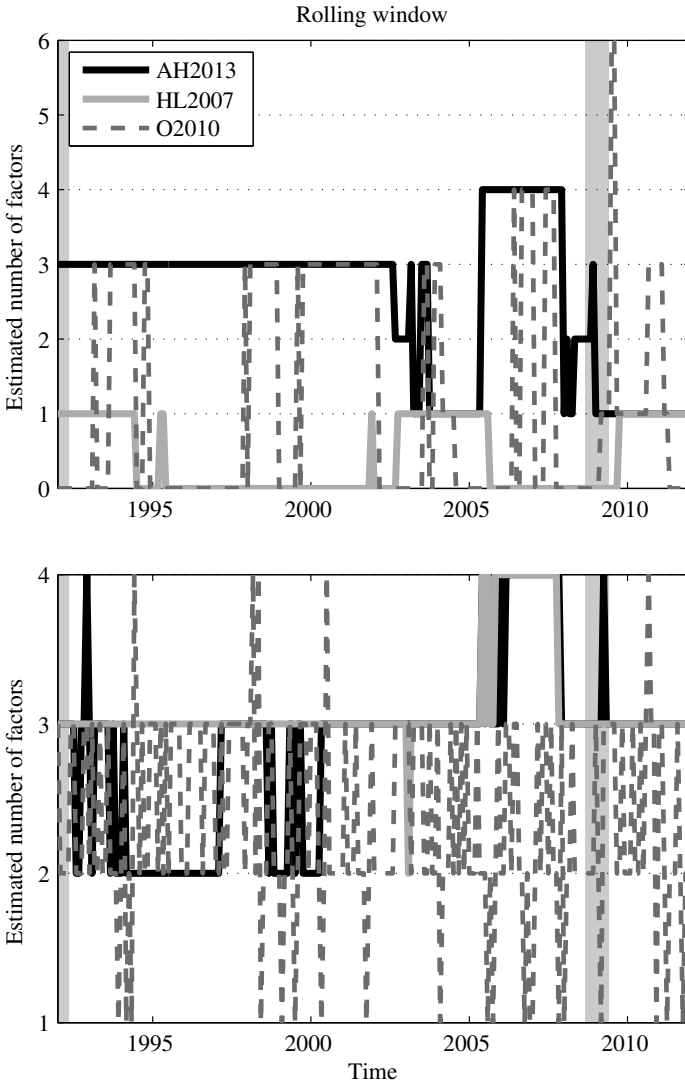 Rolling window
6
5
4
3
2
1
0
Estimated number of factors
AH2013
HL2007
O2010
1995
2000
2005
2010
4
3
2
1
Estimated number of factors
1995
2000
2005
2010
Time